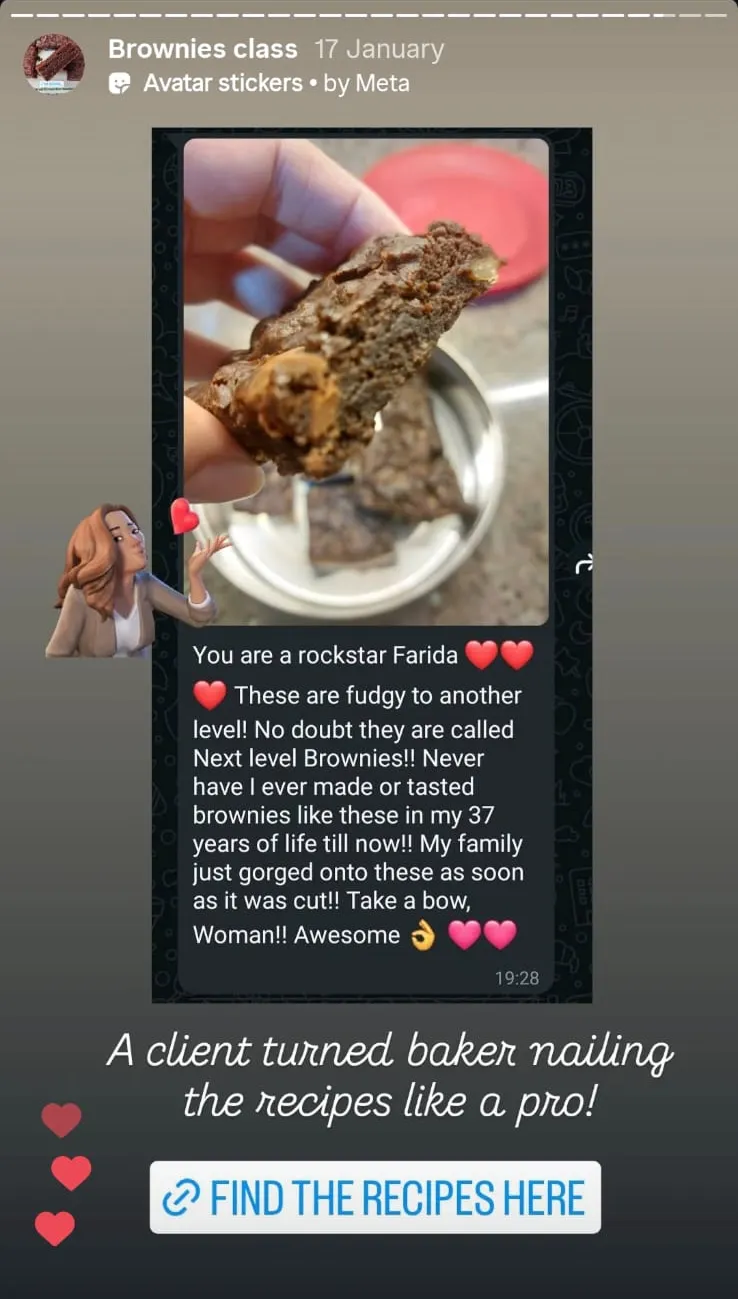 Brownies class 17 January
Avatar stickers • by Meta
You are a rockstar Farida ❤️❤️
❤️ These are fudgy to another
level! No doubt they are called
Next level Brownies!! Never
have I ever made or tasted
brownies like these in my 37
years of life till now!! My family
just gorged onto these as soon
as it was cut!! Take a bow,
Woman!! Awesome 👌 🩷🩷
19:28
A client turned baker nailing
the recipes like a pro!
FIND THE RECIPES HERE